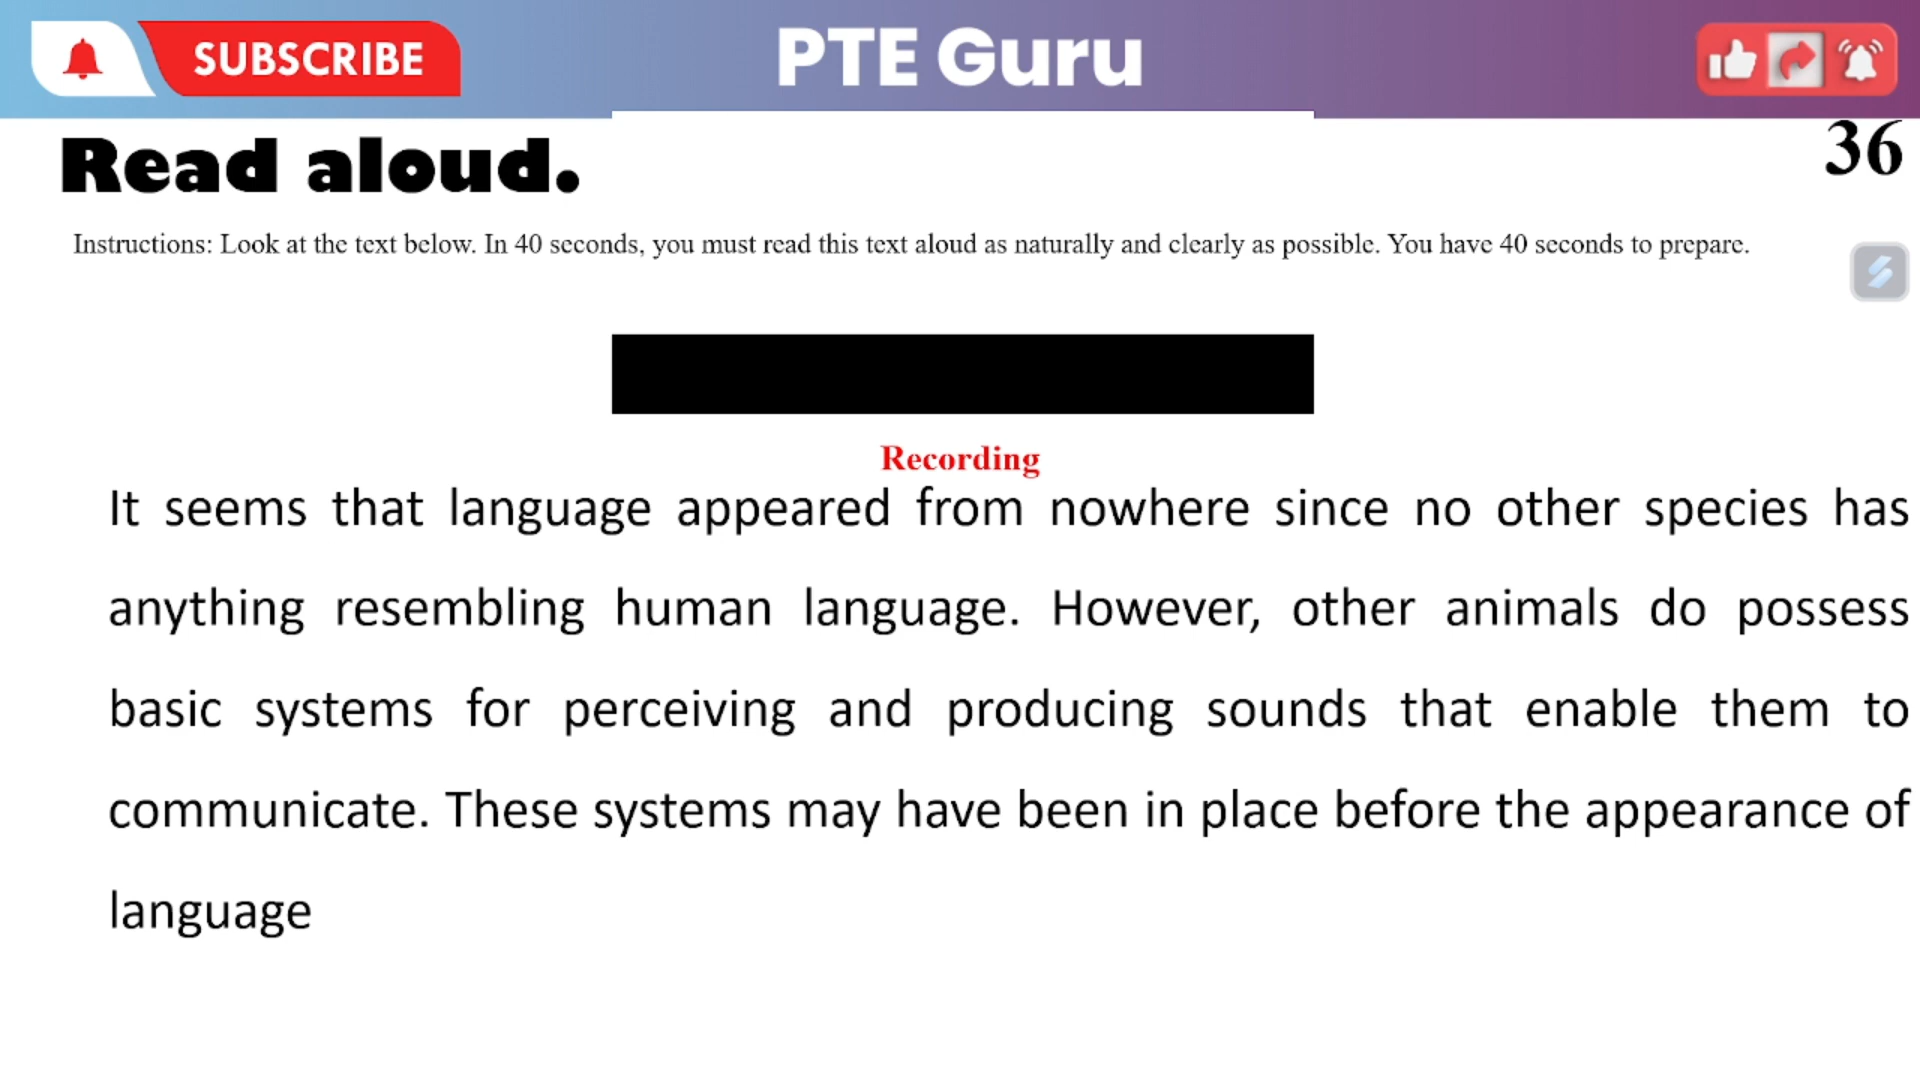 SUBSCRIBE
PTE Guru
Read aloud.
36
Instructions: Look at the text below. In 40 seconds, you must read this text aloud as naturally and clearly as possible. You have 40 seconds to prepare.
Recording
It seems that language appeared from nowhere since no other species has
anything resembling human language. However, other animals do possess
basic systems for perceiving and producing sounds that enable them to
communicate. These systems may have been in place before the appearance of
language